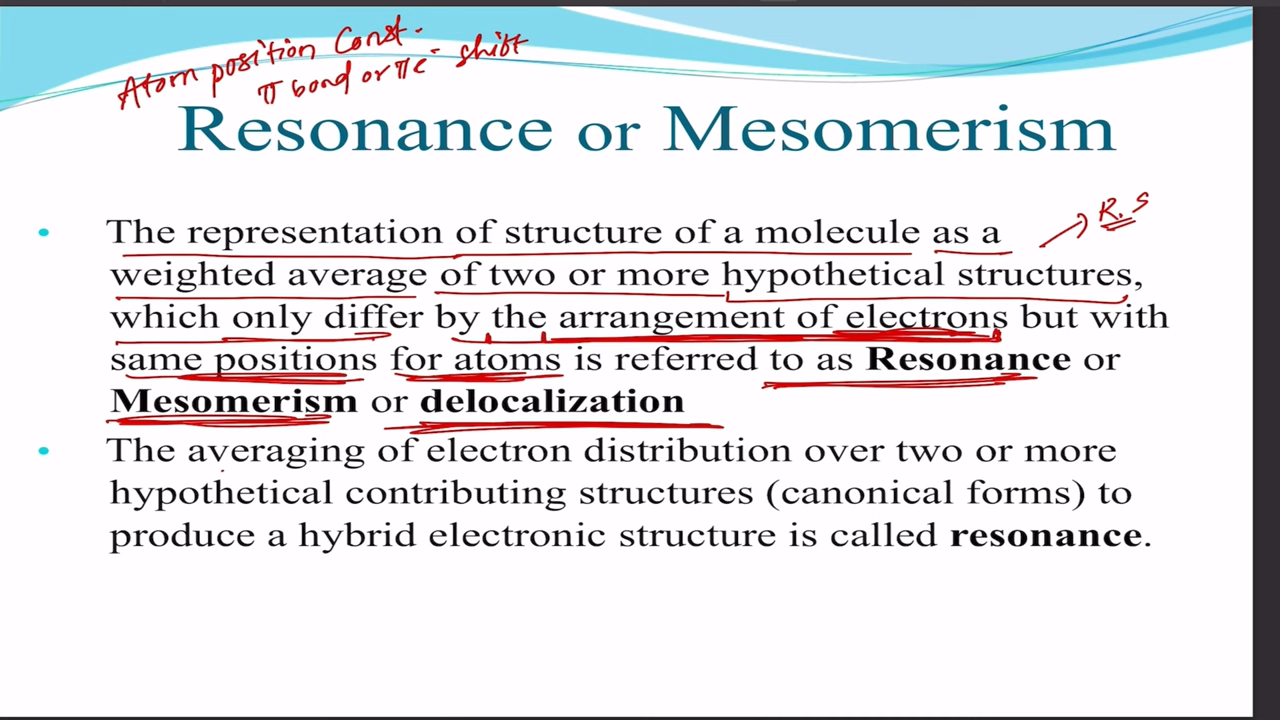 Atom position Const.
π bond or πe⁻ shift
Resonance or Mesomerism
• The representation of structure of a molecule as a
R.S
weighted average of two or more hypothetical structures,
which only differ by the arrangement of electrons but with
same positions for atoms is referred to as Resonance or
Mesomerism or delocalization
• The averaging of electron distribution over two or more
hypothetical contributing structures (canonical forms) to
produce a hybrid electronic structure is called resonance.